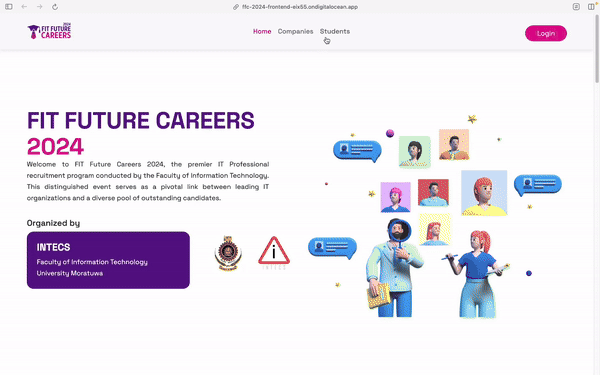 ffc-2024-frontend-eix55.ondigitalocean.app
2024
FIT FUTURE
CAREERS
Home Companies Students
Login
FIT FUTURE CAREERS
2024
Welcome to FIT Future Careers 2024, the premier IT Professional
recruitment program conducted by the Faculty of Information Technology.
This distinguished event serves as a pivotal link between leading IT
organizations and a diverse pool of outstanding candidates.
Organized by
INTECS
Faculty of Information Technology
University Moratuwa
INTECS